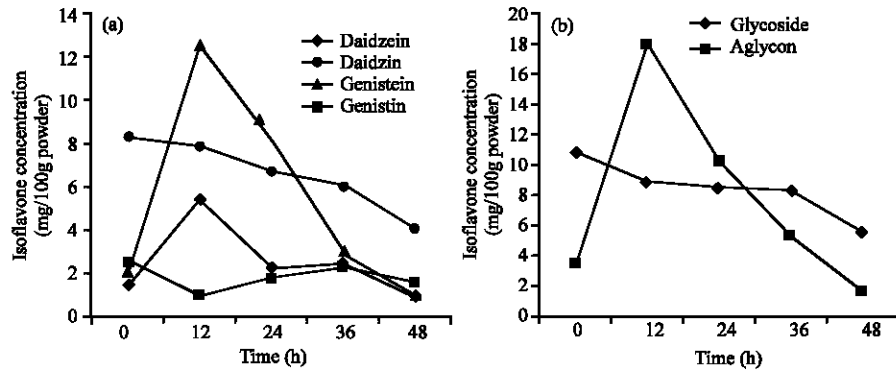 (a)
14
12
10
8
6
4
2
0
Isoflavone concentration
(mg/100g powder)
Daidzein
Daidzin
Genistein
Genistin
0 12 24 36 48
Time (h)
(b)
20
18
16
14
12
10
8
6
4
2
0
Isoflavone concentration
(mg/100g powder)
Glycoside
Aglycon
0 12 24 36 48
Time (h)